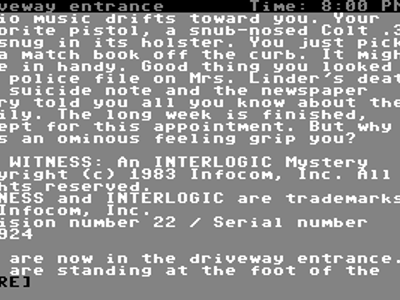 veway entrance Time: 8:00 PM
io music drifts toward you. Your
orite pistol, a snub-nosed Colt .3
snug in its holster. You just pick
a match book off the curb. It migh
e in handy. Good thing you looked
police file on Mrs. Linder's deat
suicide note and the newspaper
ry told you all you know about the
ily. The long week is finished,
ept for this appointment. But why
s an ominous feeling grip you?
WITNESS: An INTERLOGIC Mystery
yright (c) 1983 Infocom, Inc. All
hts reserved.
NESS and INTERLOGIC are trademarks
Infocom, Inc.
ision number 22 / Serial number
924
are now in the driveway entrance.
are standing at the foot of the
RE]